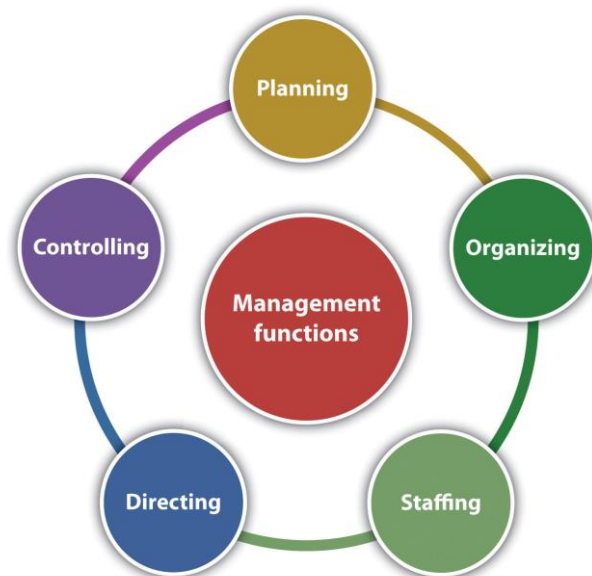 Planning
Controlling
Organizing
Management
functions
Directing
Staffing